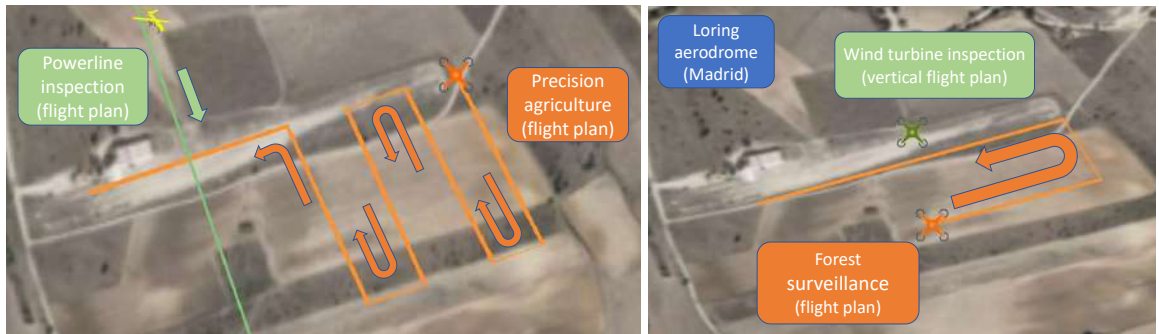 Powerline
inspection
(flight plan)
Precision
agriculture
(flight plan)
Loring
aerodrome
(Madrid)
Wind turbine inspection
(vertical flight plan)
Forest
surveillance
(flight plan)